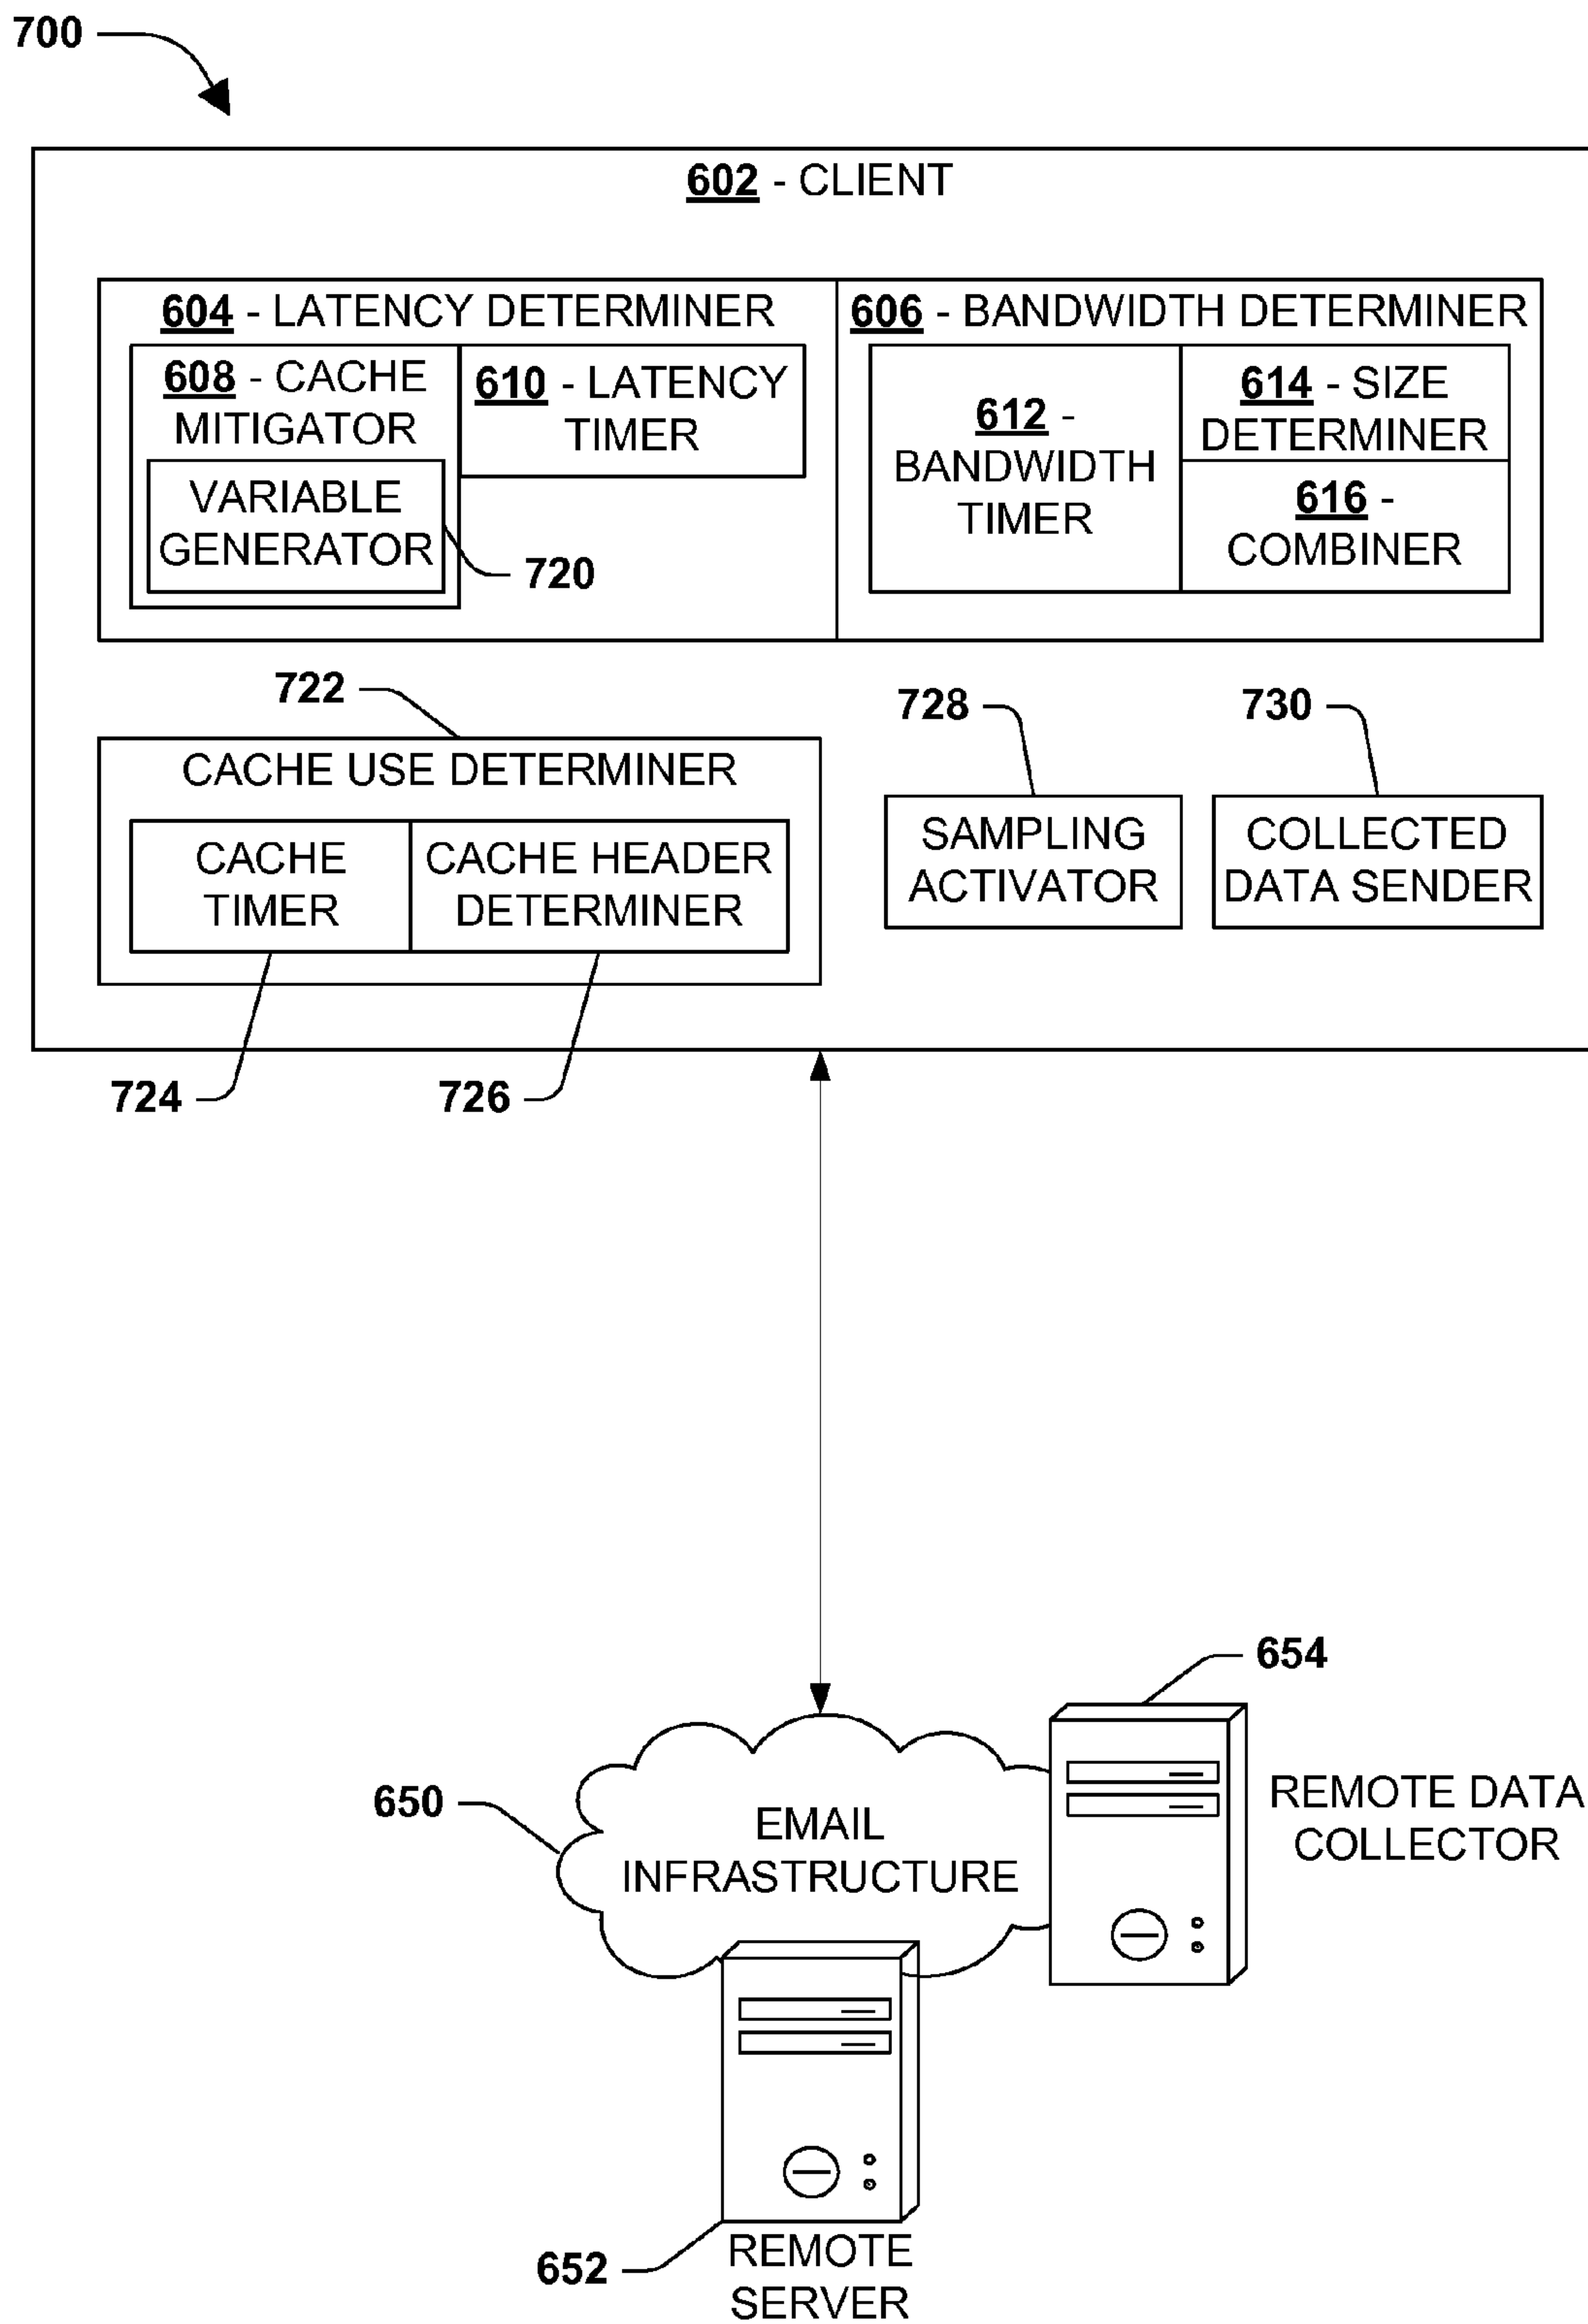 700
602 - CLIENT
604 - LATENCY DETERMINER
608 - CACHE
MITIGATOR
VARIABLE
GENERATOR
720
610 - LATENCY
TIMER
606 - BANDWIDTH DETERMINER
612 -
BANDWIDTH
TIMER
614 - SIZE
DETERMINER
616 -
COMBINER
722
CACHE USE DETERMINER
CACHE
TIMER
CACHE HEADER
DETERMINER
724
726
728
SAMPLING
ACTIVATOR
730
COLLECTED
DATA SENDER
654
REMOTE DATA
COLLECTOR
650
EMAIL
INFRASTRUCTURE
652
REMOTE
SERVER